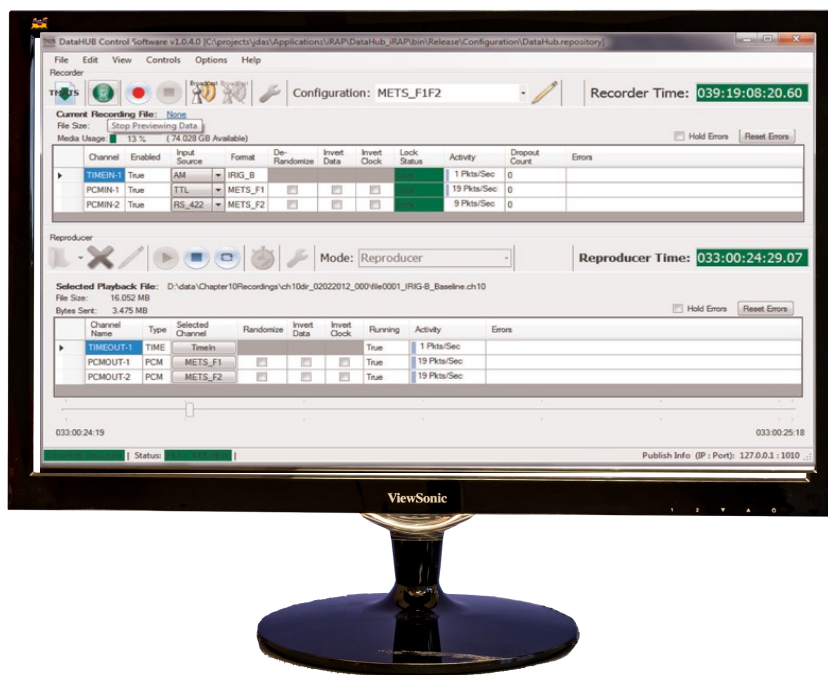 DataHUB Control Software v1.0.4.0 [C:\projects\jdas\Applications\iRAP\DataHub_iRAP\bin\Release\Configuration\DataHub.repository]
File Edit View Controls Options Help
Recorder
Configuration: METS_F1F2
Recorder Time: 039:19:08:20.60
Current Recording File: None
File Size:
Stop Previewing Data
Media Usage: 13 % ( 74.028 GB Available)
Hold Errors Reset Errors
Channel Enabled Input Source Format De-Randomize Invert Data Invert Clock Lock Status Activity Dropout Count Errors
TIMEIN-1 True AM IRIG_B 1 Pkts/Sec 0
PCMIN-1 True TTL METS_F1 19 Pkts/Sec 0
PCMIN-2 True RS_422 METS_F2 9 Pkts/Sec 0
Reproducer
Mode: Reproducer
Reproducer Time: 033:00:24:29.07
Selected Playback File: D:\data\Chapter10Recordings\ch10dir_02022012_000\file0001_IRIG-B_Baseline.ch10
File Size: 16.052 MB
Bytes Sent: 3.475 MB
Hold Errors Reset Errors
Channel Name Type Selected Channel Randomize Invert Data Invert Clock Running Activity Errors
TIMEOUT-1 TIME TimeIn True 1 Pkts/Sec
PCMOUT-1 PCM METS_F1 True 19 Pkts/Sec
PCMOUT-2 PCM METS_F2 True 19 Pkts/Sec
033:00:24:19 033:00:25:18
Status:
Publish Info (IP : Port): 127.0.0.1 : 1010
ViewSonic
1 2